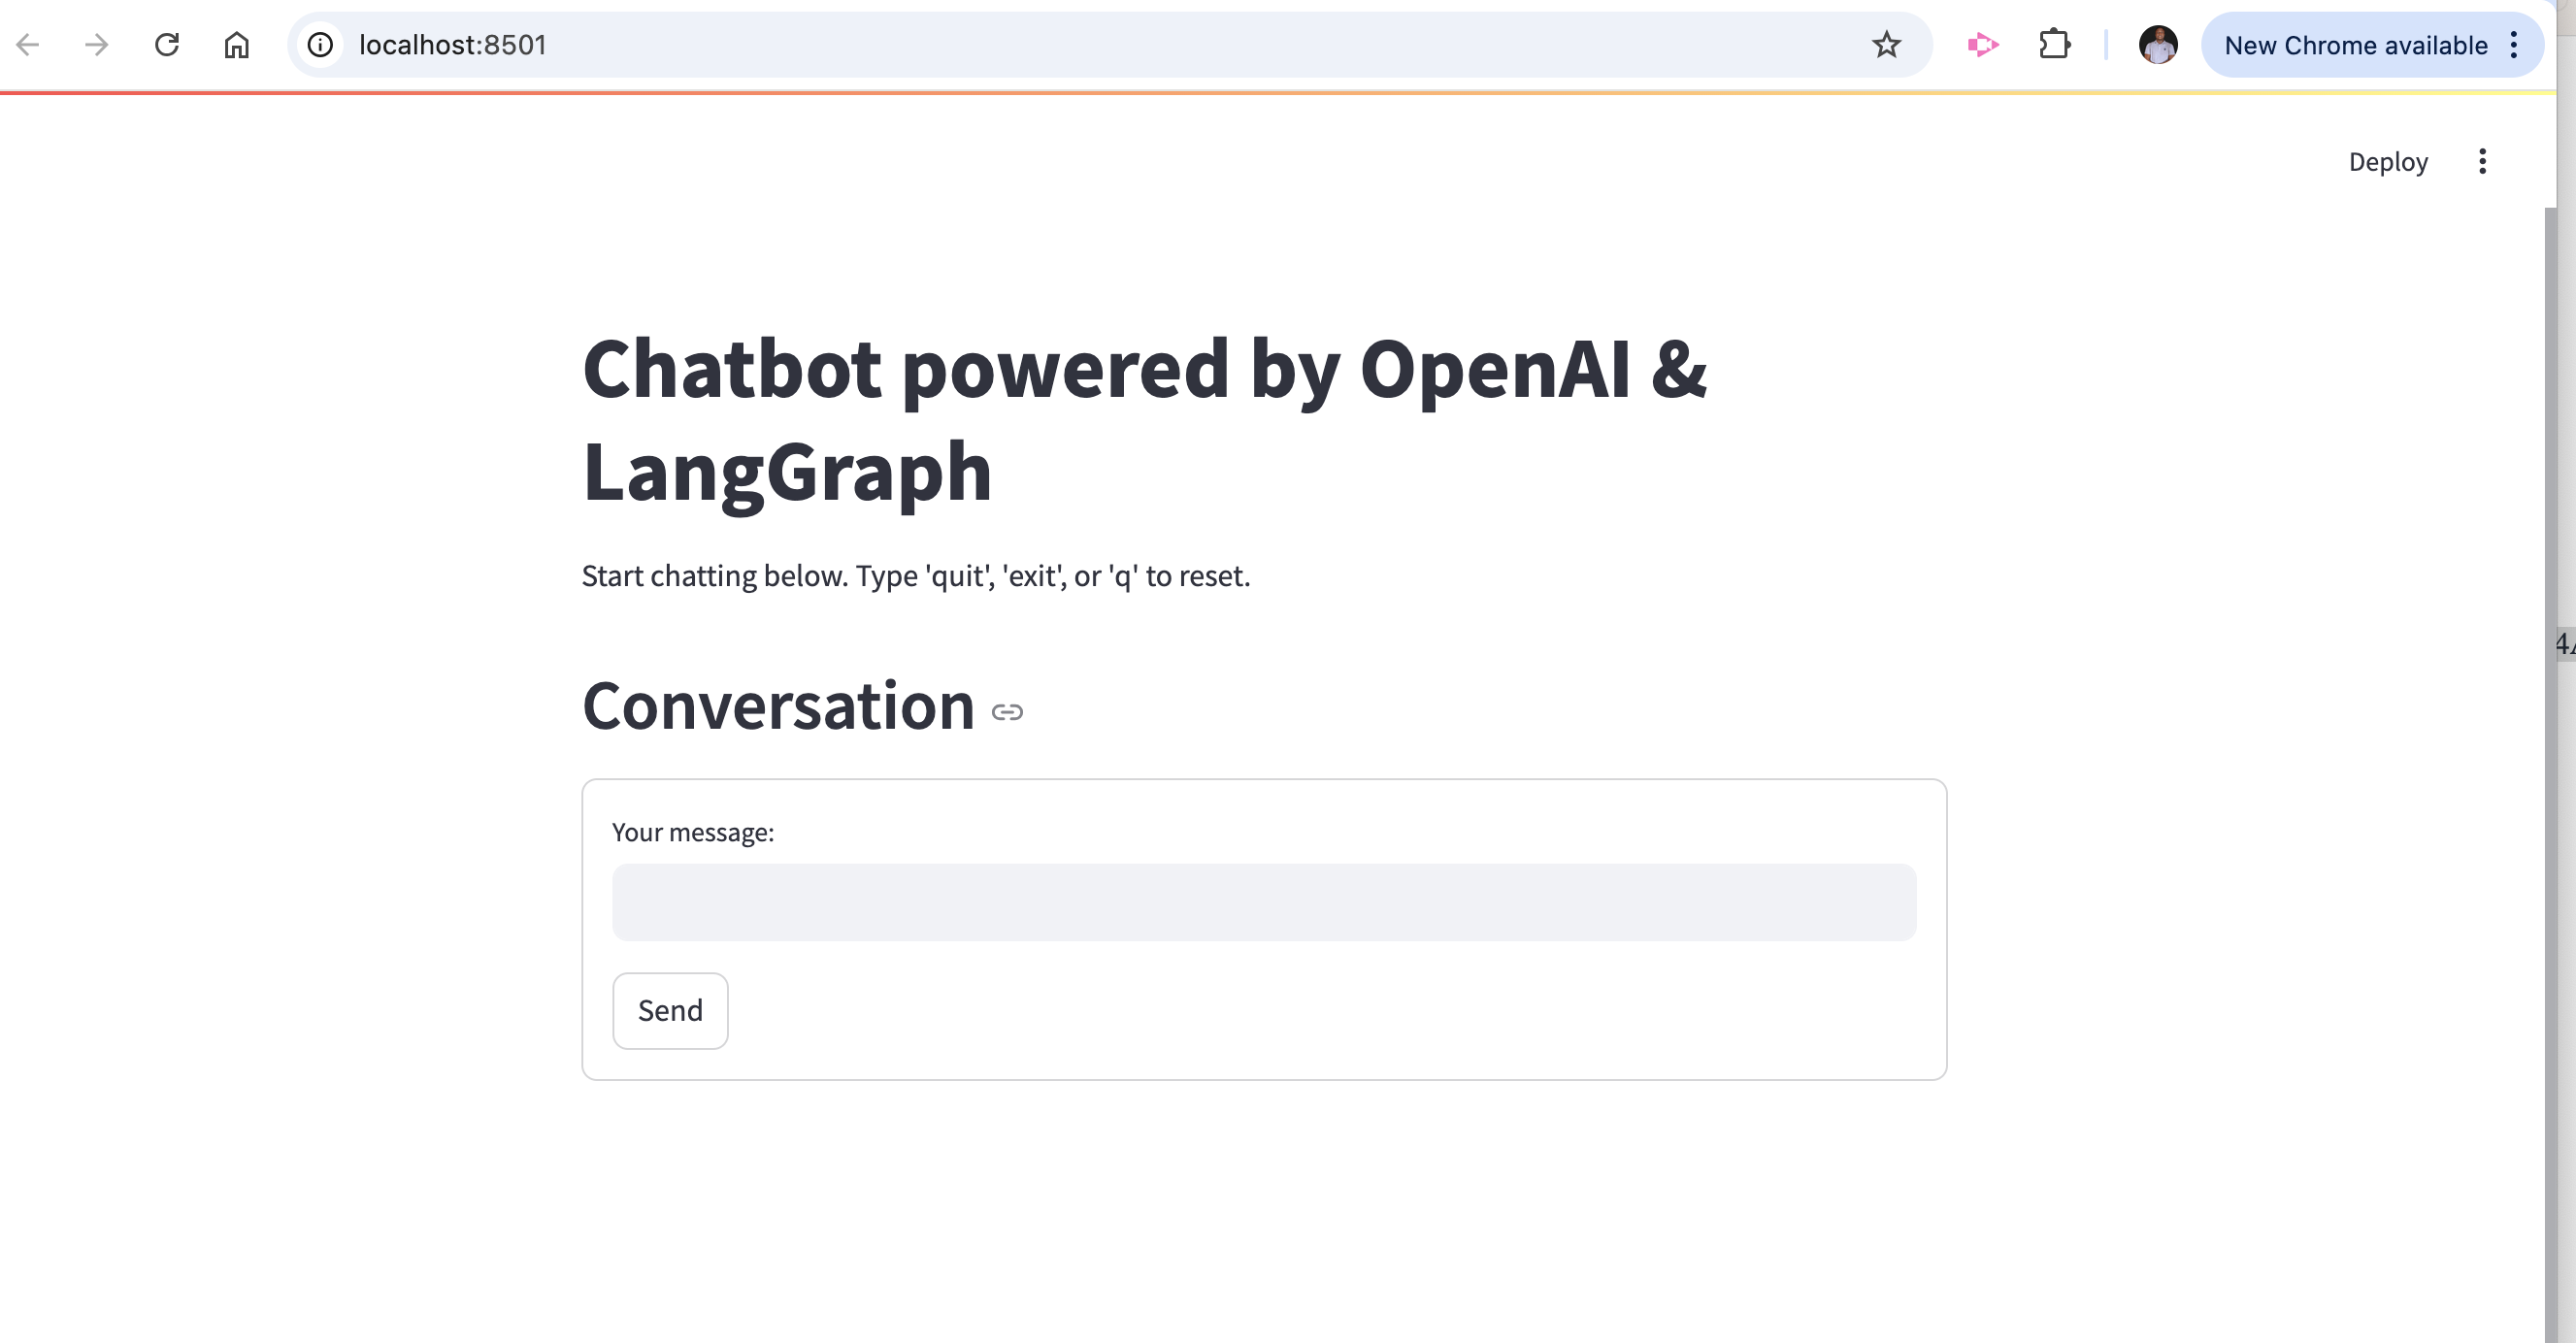 localhost:8501
New Chrome available
Deploy
Chatbot powered by OpenAI &
LangGraph
Start chatting below. Type 'quit', 'exit', or 'q' to reset.
Conversation
Your message:
Send